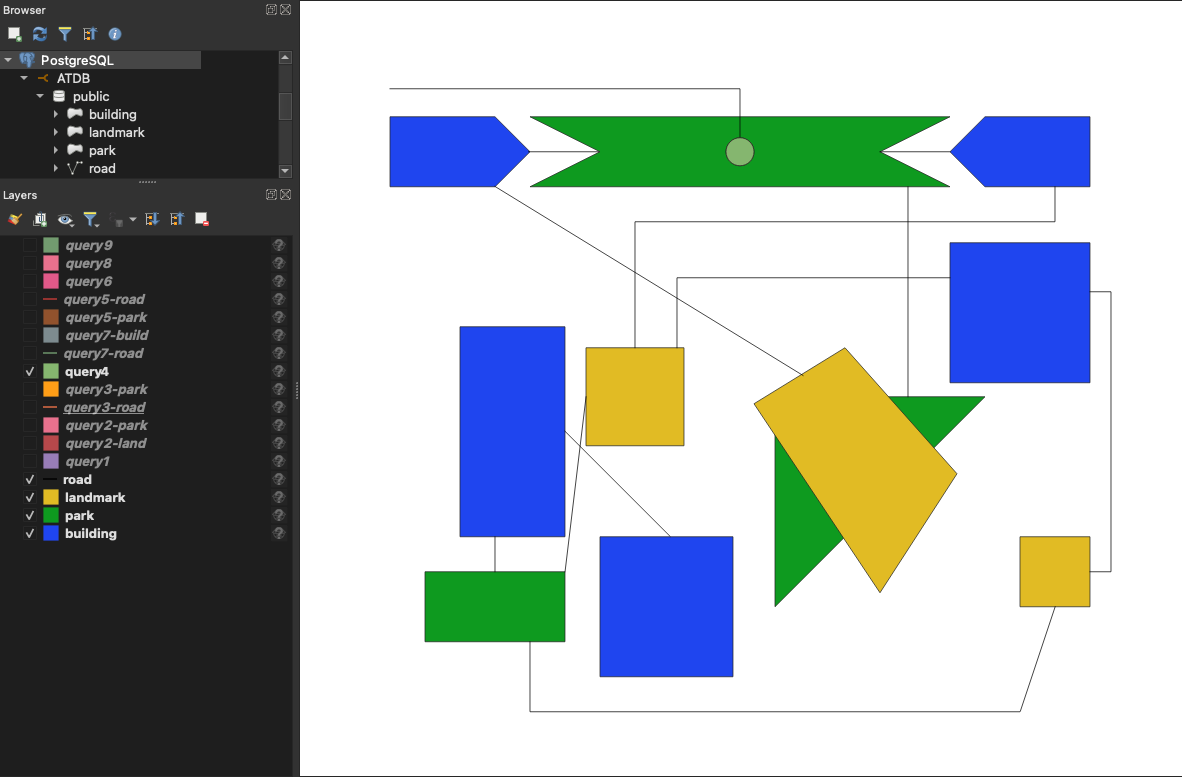 Browser
PostgreSQL
ATDB
public
building
landmark
park
road
Layers
query9
query8
query6
query5-road
query5-park
query7-build
query7-road
query4
query3-park
query3-road
query2-park
query2-land
query1
road
landmark
park
building